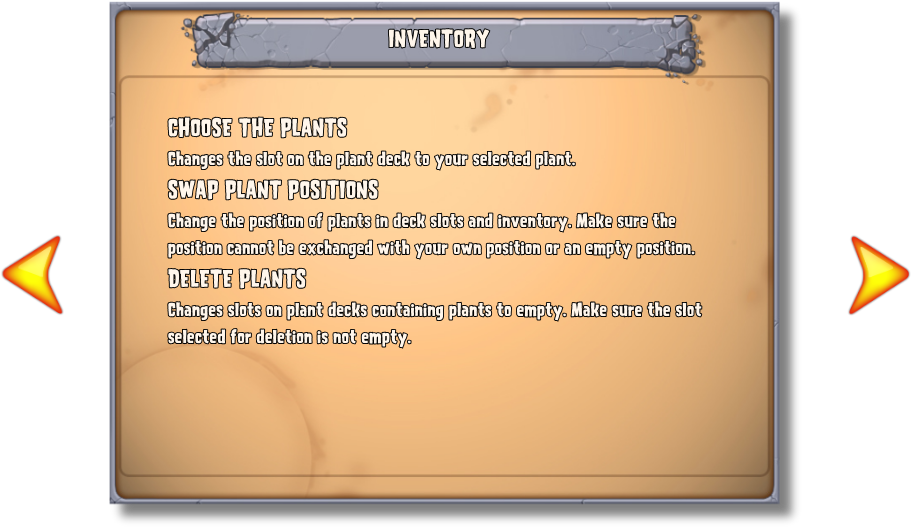 INVENTORY
CHOOSE THE PLANTS
Changes the slot on the plant deck to your selected plant.
SWAP PLANT POSITIONS
Change the position of plants in deck slots and inventory. Make sure the
position cannot be exchanged with your own position or an empty position.
DELETE PLANTS
Changes slots on plant decks containing plants to empty. Make sure the slot
selected for deletion is not empty.